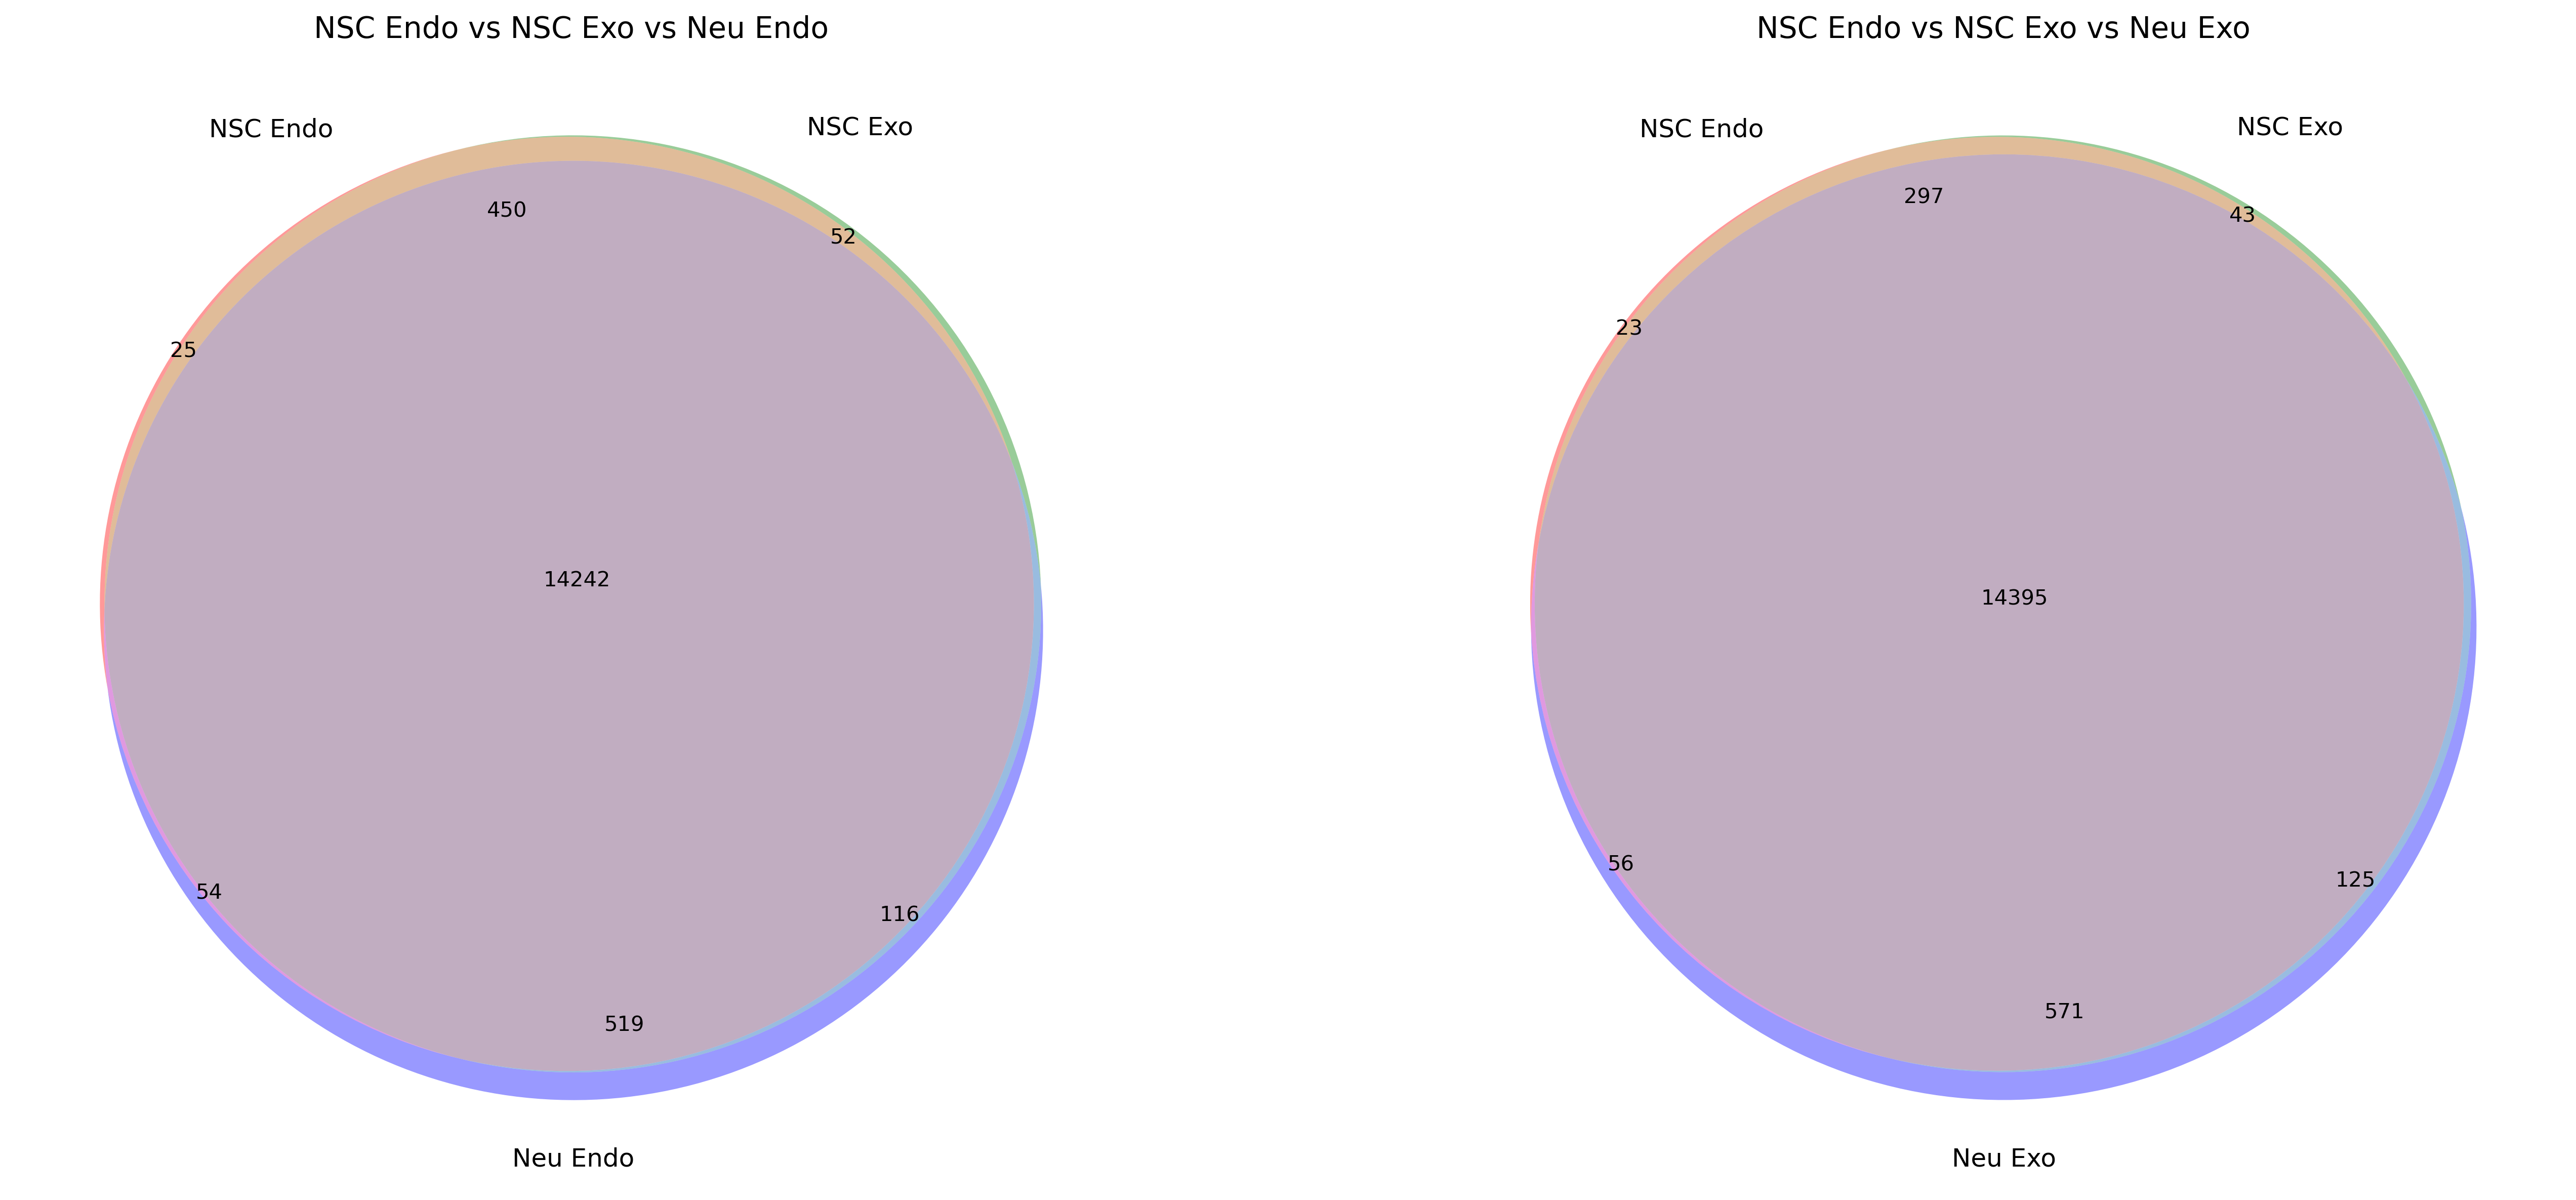 NSC Endo vs NSC Exo vs Neu Endo
NSC Endo
NSC Exo
450
52
25
14242
54
116
519
Neu Endo
NSC Endo vs NSC Exo vs Neu Exo
NSC Endo
NSC Exo
297
43
23
14395
56
125
571
Neu Exo